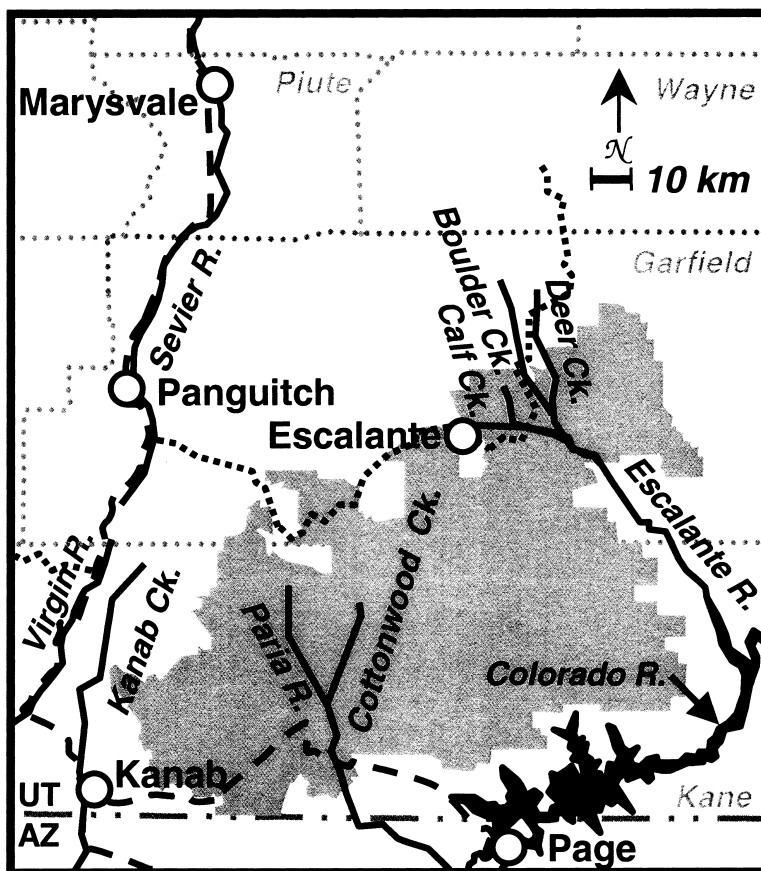 Piute
Wayne
Marysvale
N
10 km
Boulder Ck.
Deer Ck.
Calf Ck.
Garfield
Sevier R.
Panguitch
Escalante
Escalante R.
Cottonwood Ck.
Virgin R.
Kanab Ck.
Paria R.
Colorado R.
Kanab
UT
Kane
AZ
Page